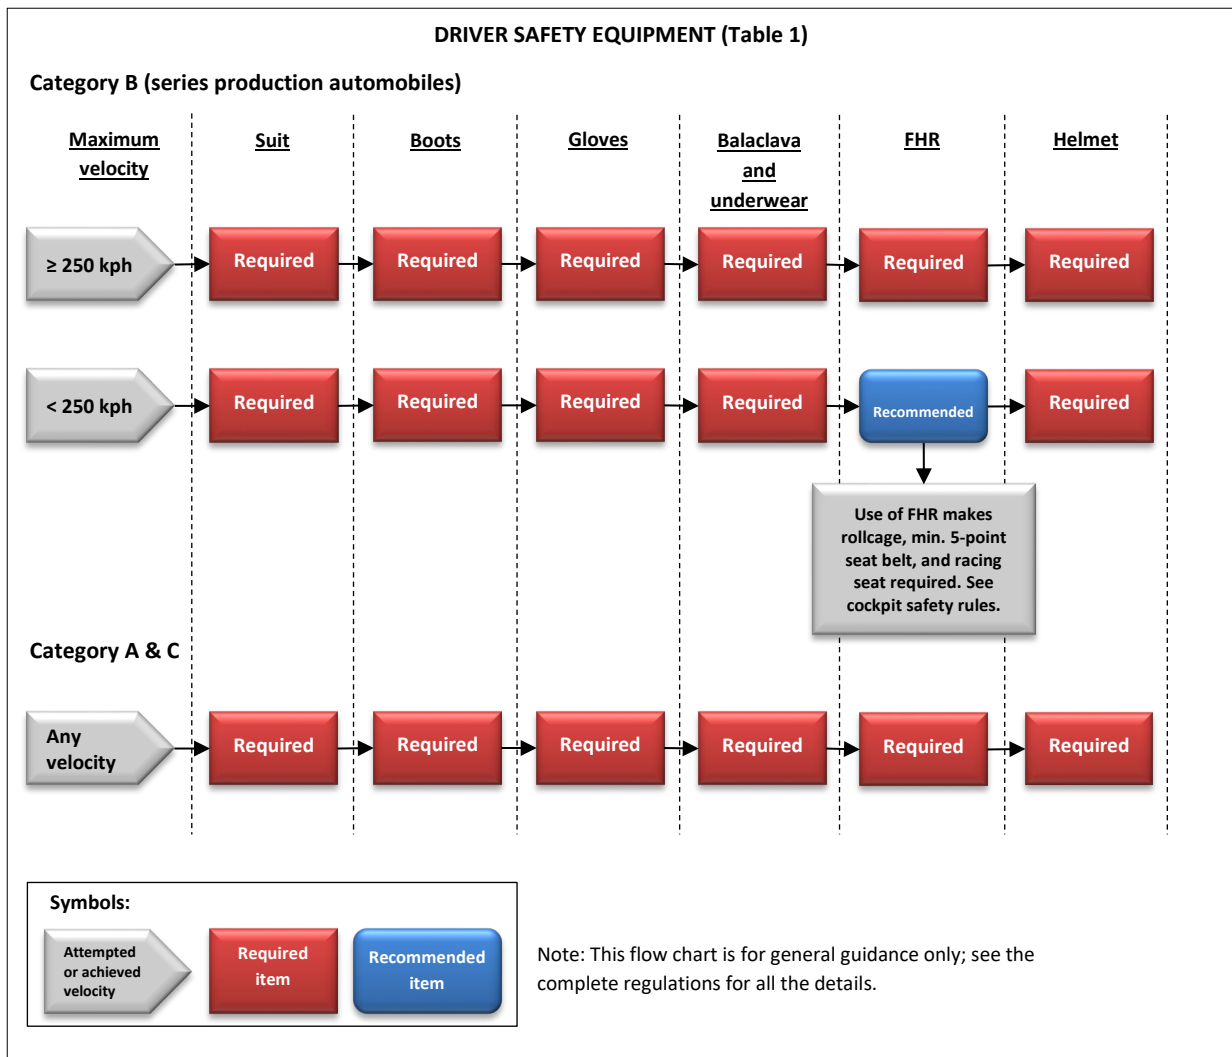 DRIVER SAFETY EQUIPMENT (Table 1)
Category B (series production automobiles)
Maximum
velocity
Suit
Boots
Gloves
Balaclava
and
underwear
FHR
Helmet
≥ 250 kph
Required
Required
Required
Required
Required
Required
< 250 kph
Required
Required
Required
Required
Recommended
Required
Use of FHR makes
rollcage, min. 5-point
seat belt, and racing
seat required. See
cockpit safety rules.
Category A & C
Any
velocity
Required
Required
Required
Required
Required
Required
Symbols:
Attempted
or achieved
velocity
Required
item
Recommended
item
Note: This flow chart is for general guidance only; see the
complete regulations for all the details.